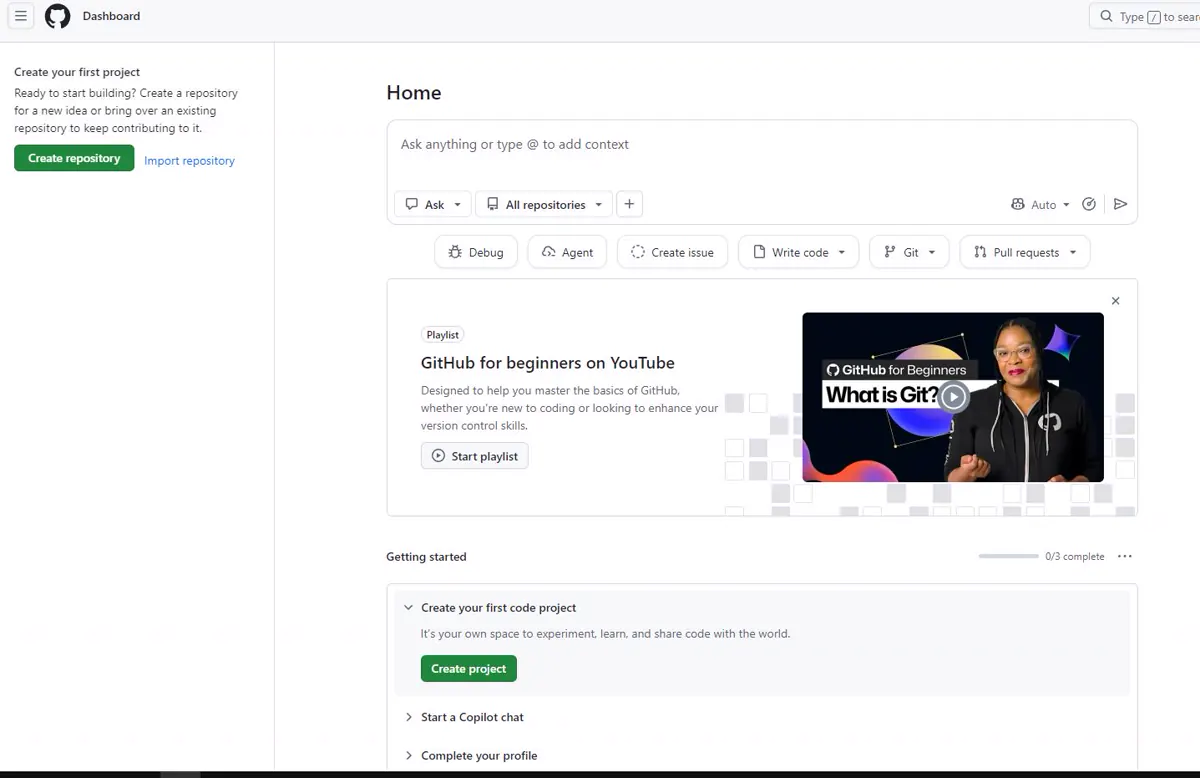 Dashboard
Type / to sear
Create your first project
Ready to start building? Create a repository
for a new idea or bring over an existing
repository to keep contributing to it.
Create repository
Import repository
Home
Ask anything or type @ to add context
Ask
All repositories
Auto
Debug
Agent
Create issue
Write code
Git
Pull requests
Playlist
GitHub for beginners on YouTube
Designed to help you master the basics of GitHub,
whether you're new to coding or looking to enhance your
version control skills.
Start playlist
GitHub for Beginners
What is Git?
Getting started
0/3 complete
Create your first code project
It's your own space to experiment, learn, and share code with the world.
Create project
Start a Copilot chat
Complete your profile